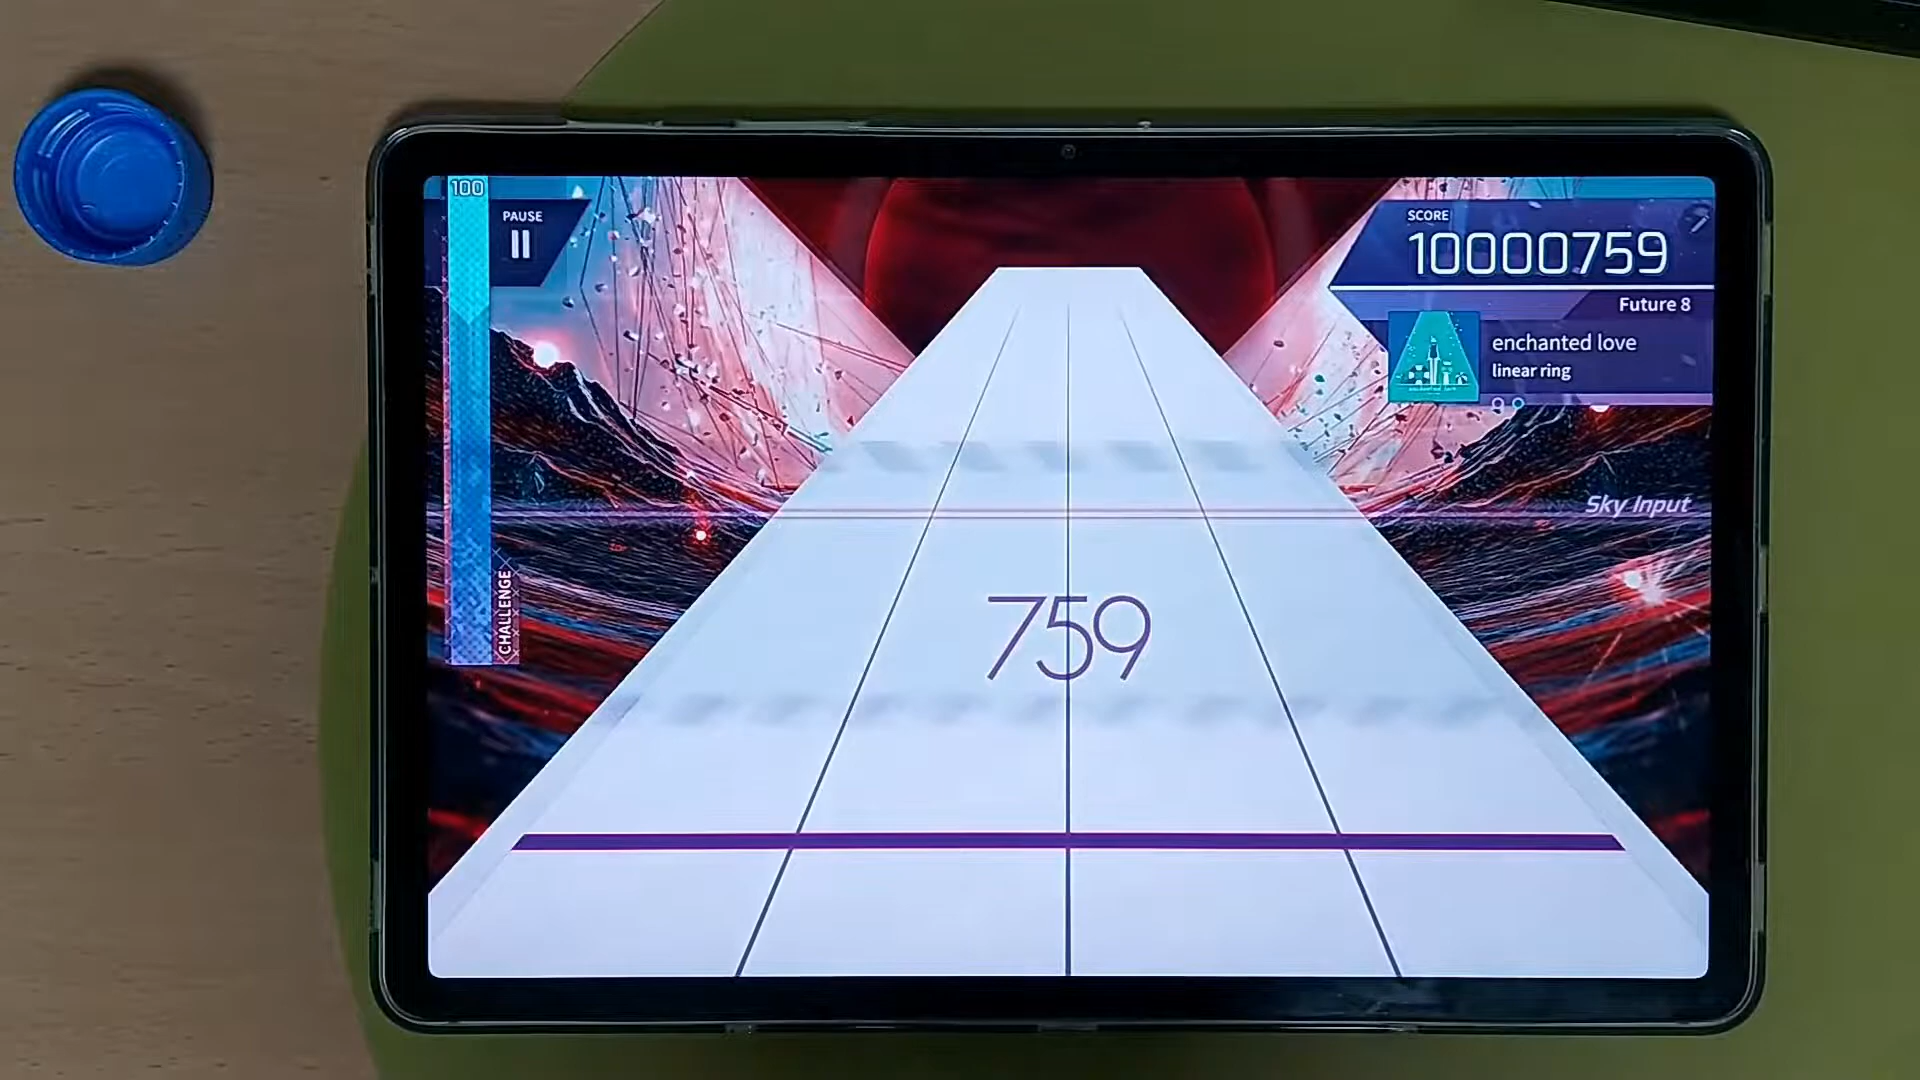 100
PAUSE
CHALLENGE
SCORE
10000759
Future 8
enchanted love
linear ring
Sky Input
759